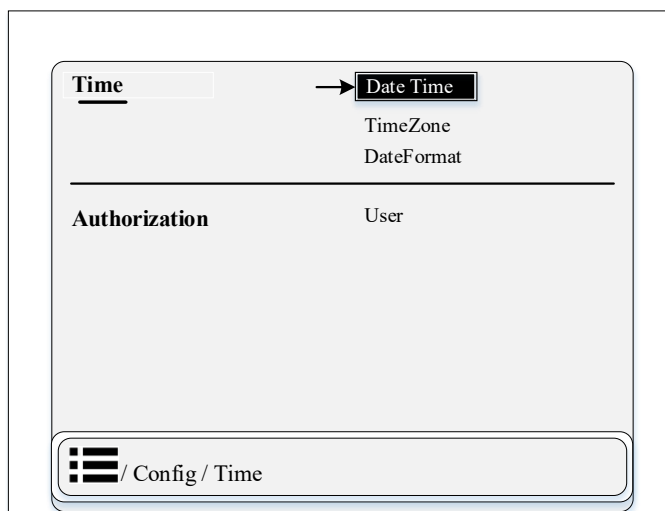 Time
Date Time
TimeZone
DateFormat
Authorization
User
/ Config / Time